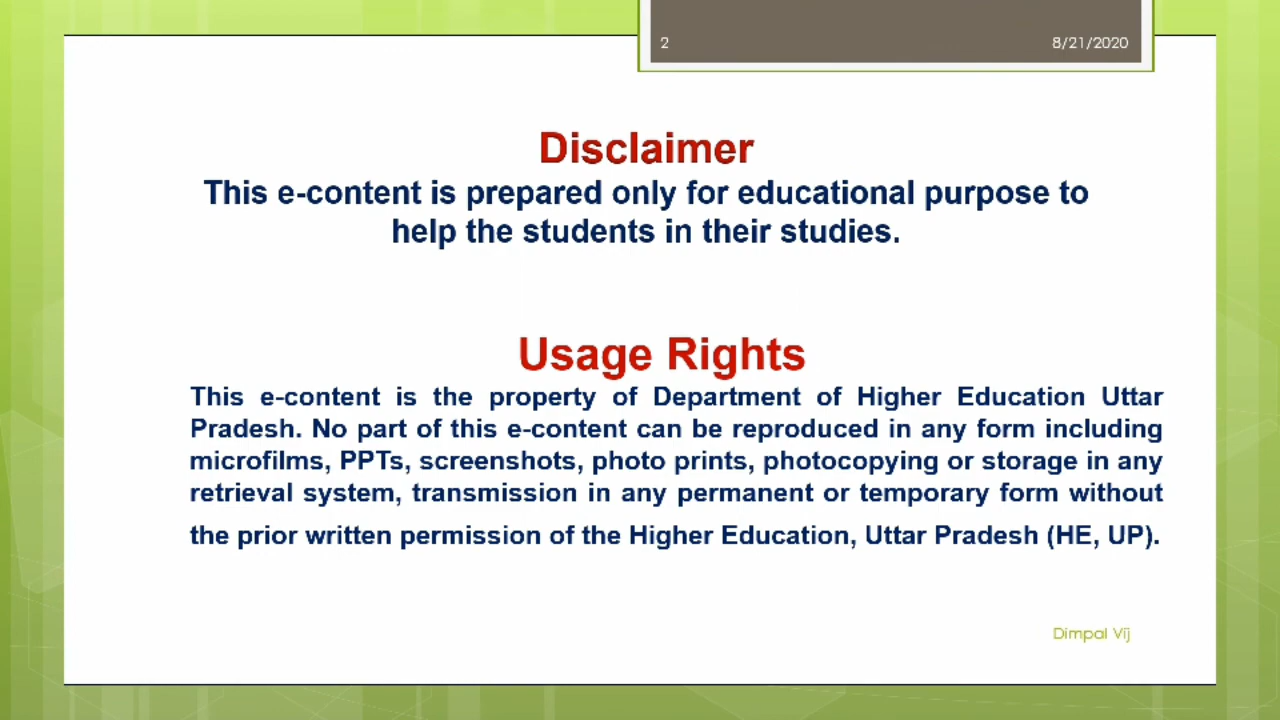 2
8/21/2020
Disclaimer
This e-content is prepared only for educational purpose to
help the students in their studies.
Usage Rights
This e-content is the property of Department of Higher Education Uttar
Pradesh. No part of this e-content can be reproduced in any form including
microfilms, PPTs, screenshots, photo prints, photocopying or storage in any
retrieval system, transmission in any permanent or temporary form without
the prior written permission of the Higher Education, Uttar Pradesh (HE, UP).
Dimpal Vij